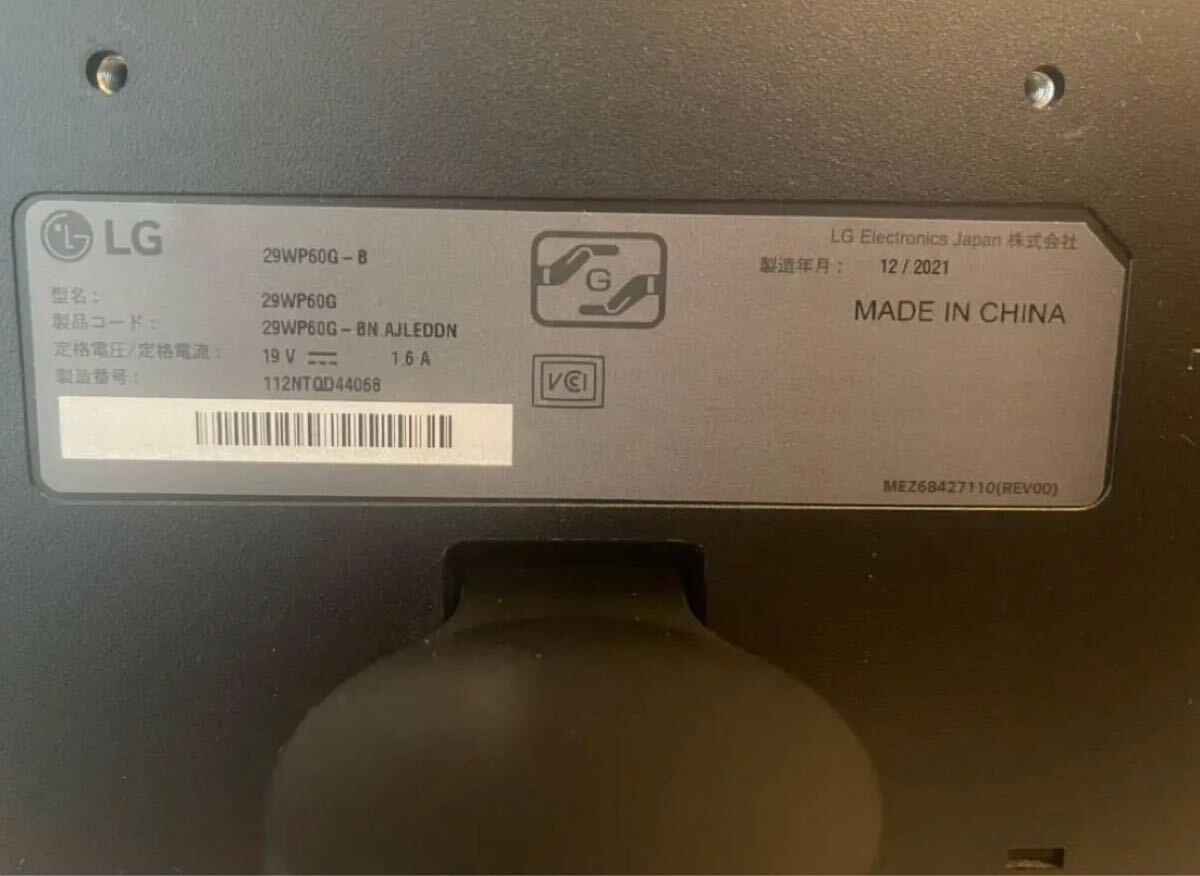 LG
29WP60G-B
型名: 29WP60G
製品コード: 29WP60G-BN AJLEDDN
定格電圧/定格電流: 19 V 1.6 A
製造番号: 112NTQD44068
G
VCCI
LG Electronics Japan 株式会社
製造年月: 12/2021
MADE IN CHINA
MEZ68427110(REV00)